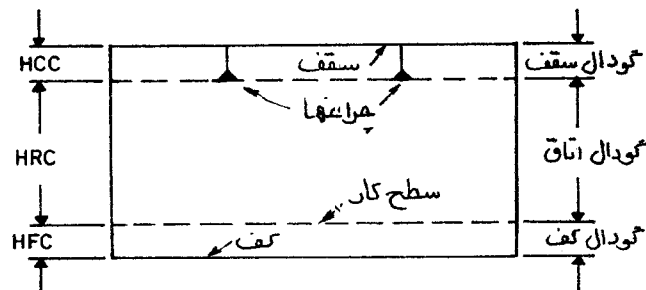 HCC
سقف
گودال سقف
چراغها
HRC
گودال اتاق
سطح کار
HFC
کف
گودال کف